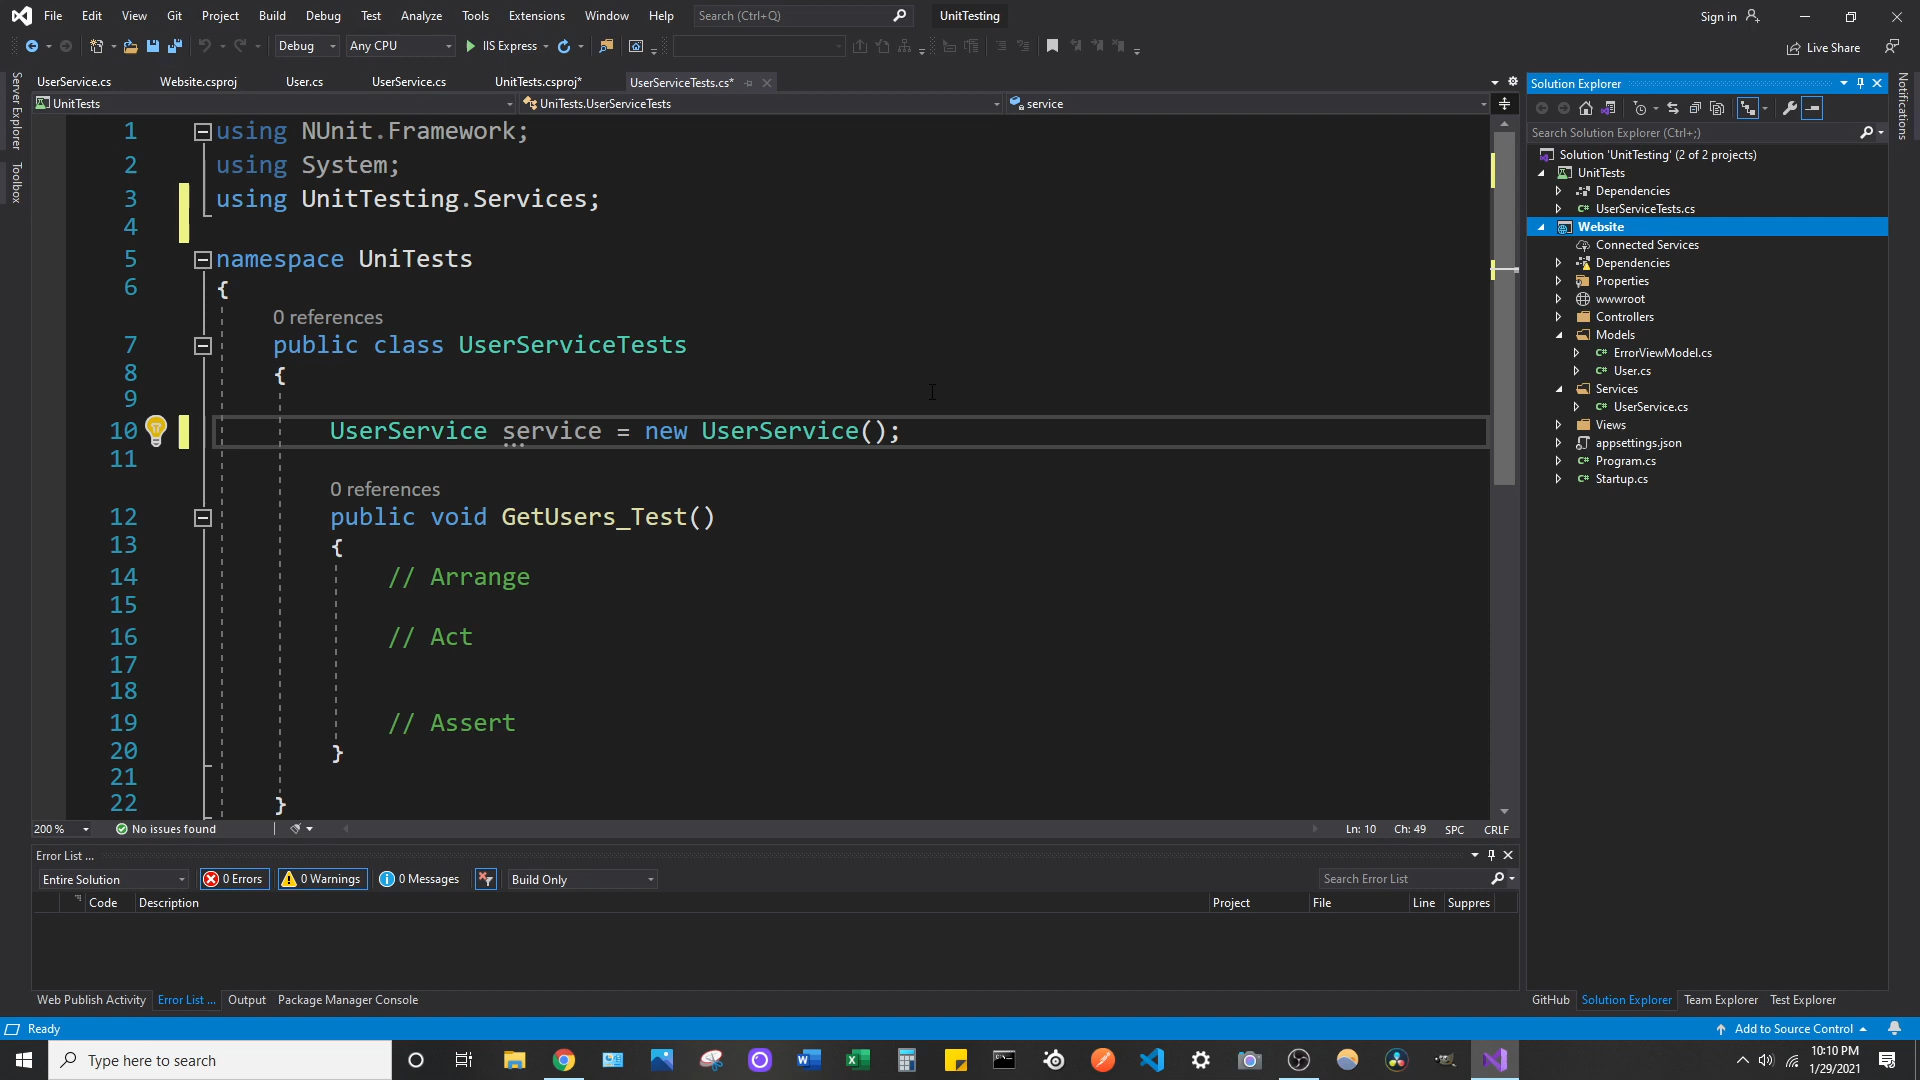 File Edit View Git Project Build Debug Test Analyze Tools Extensions Window Help Search (Ctrl+Q) UnitTesting Sign in
Debug Any CPU IIS Express Live Share
UserService.cs Website.csproj User.cs UserService.cs UnitTests.csproj* UserServiceTests.cs*
UnitTests UnitTests.UserServiceTests service
Server Explorer
Toolbox
1 using NUnit.Framework;
2 using System;
3 using UnitTesting.Services;
4
5 namespace UniTests
6 {
0 references
7 public class UserServiceTests
8 {
9
10 UserService service = new UserService();
11
0 references
12 public void GetUsers_Test()
13 {
14 // Arrange
15
16 // Act
17
18
19 // Assert
20 }
21
22 }
200 % No issues found Ln: 10 Ch: 49 SPC CRLF
Error List ...
Entire Solution 0 Errors 0 Warnings 0 Messages Build Only Search Error List
Code Description Project File Line Suppres
Web Publish Activity Error List ... Output Package Manager Console
Solution Explorer
Search Solution Explorer (Ctrl+;)
Solution 'UnitTesting' (2 of 2 projects)
UnitTests
Dependencies
C# UserServiceTests.cs
Website
Connected Services
Dependencies
Properties
wwwroot
Controllers
Models
C# ErrorViewModel.cs
C# User.cs
Services
C# UserService.cs
Views
appsettings.json
C# Program.cs
C# Startup.cs
GitHub Solution Explorer Team Explorer Test Explorer
Notifications
Ready Add to Source Control
Type here to search
10:10 PM
1/29/2021